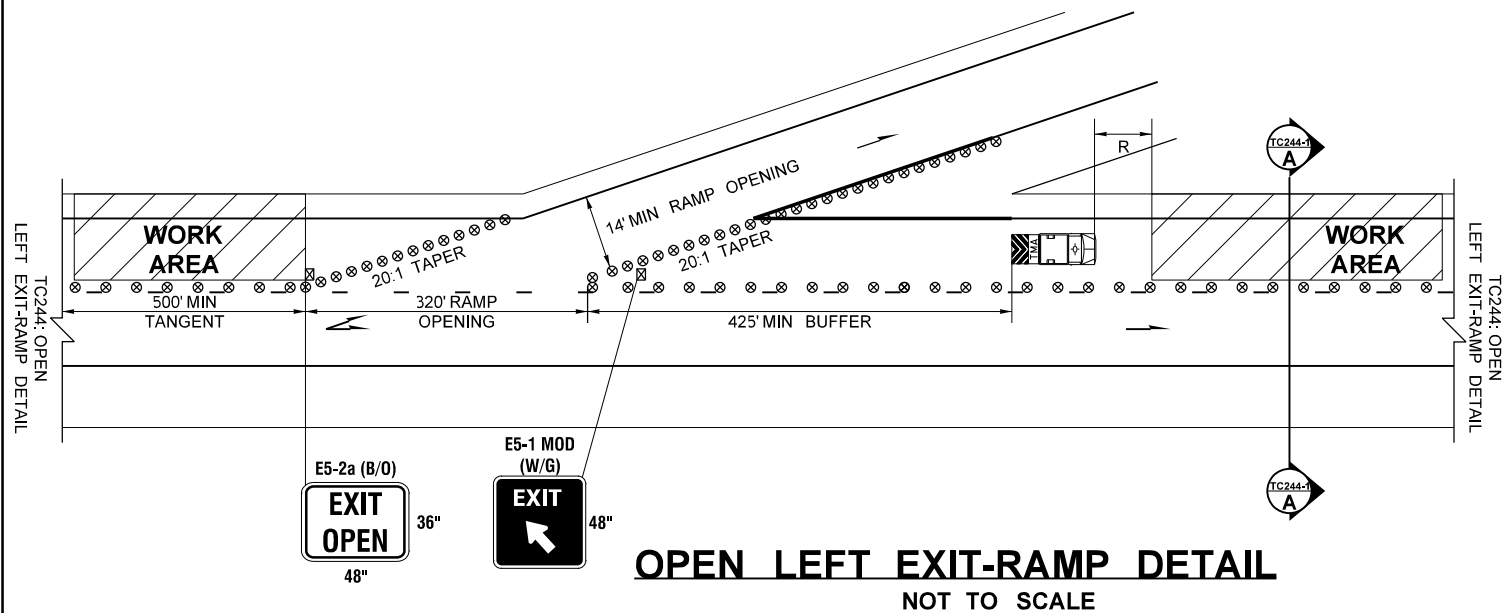 14' MIN RAMP OPENING
R
TC244-1
A
WORK
AREA
20:1 TAPER
20:1 TAPER
TMA
WORK
AREA
TC244: OPEN
LEFT EXIT-RAMP DETAIL
500' MIN
TANGENT
320' RAMP
OPENING
425' MIN BUFFER
TC244: OPEN
LEFT EXIT-RAMP DETAIL
E5-2a (B/O)
EXIT
OPEN
36"
48"
E5-1 MOD
(W/G)
EXIT
48"
TC244-1
A
OPEN LEFT EXIT-RAMP DETAIL
NOT TO SCALE